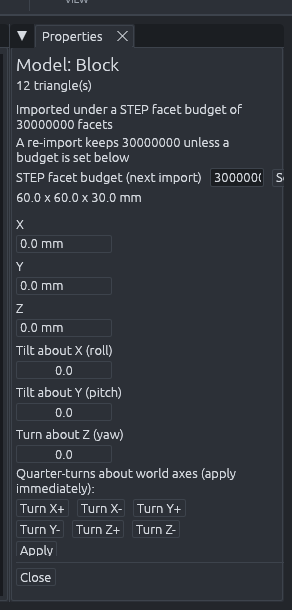 VIEW
Properties
Model: Block
12 triangle(s)
Imported under a STEP facet budget of
30000000 facets
A re-import keeps 30000000 unless a
budget is set below
STEP facet budget (next import)
60.0 x 60.0 x 30.0 mm
X
0.0 mm
Y
0.0 mm
Z
0.0 mm
Tilt about X (roll)
0.0
Tilt about Y (pitch)
0.0
Turn about Z (yaw)
0.0
Quarter-turns about world axes (apply
immediately):
Turn X+ Turn X- Turn Y+
Turn Y- Turn Z+ Turn Z-
Apply
Close